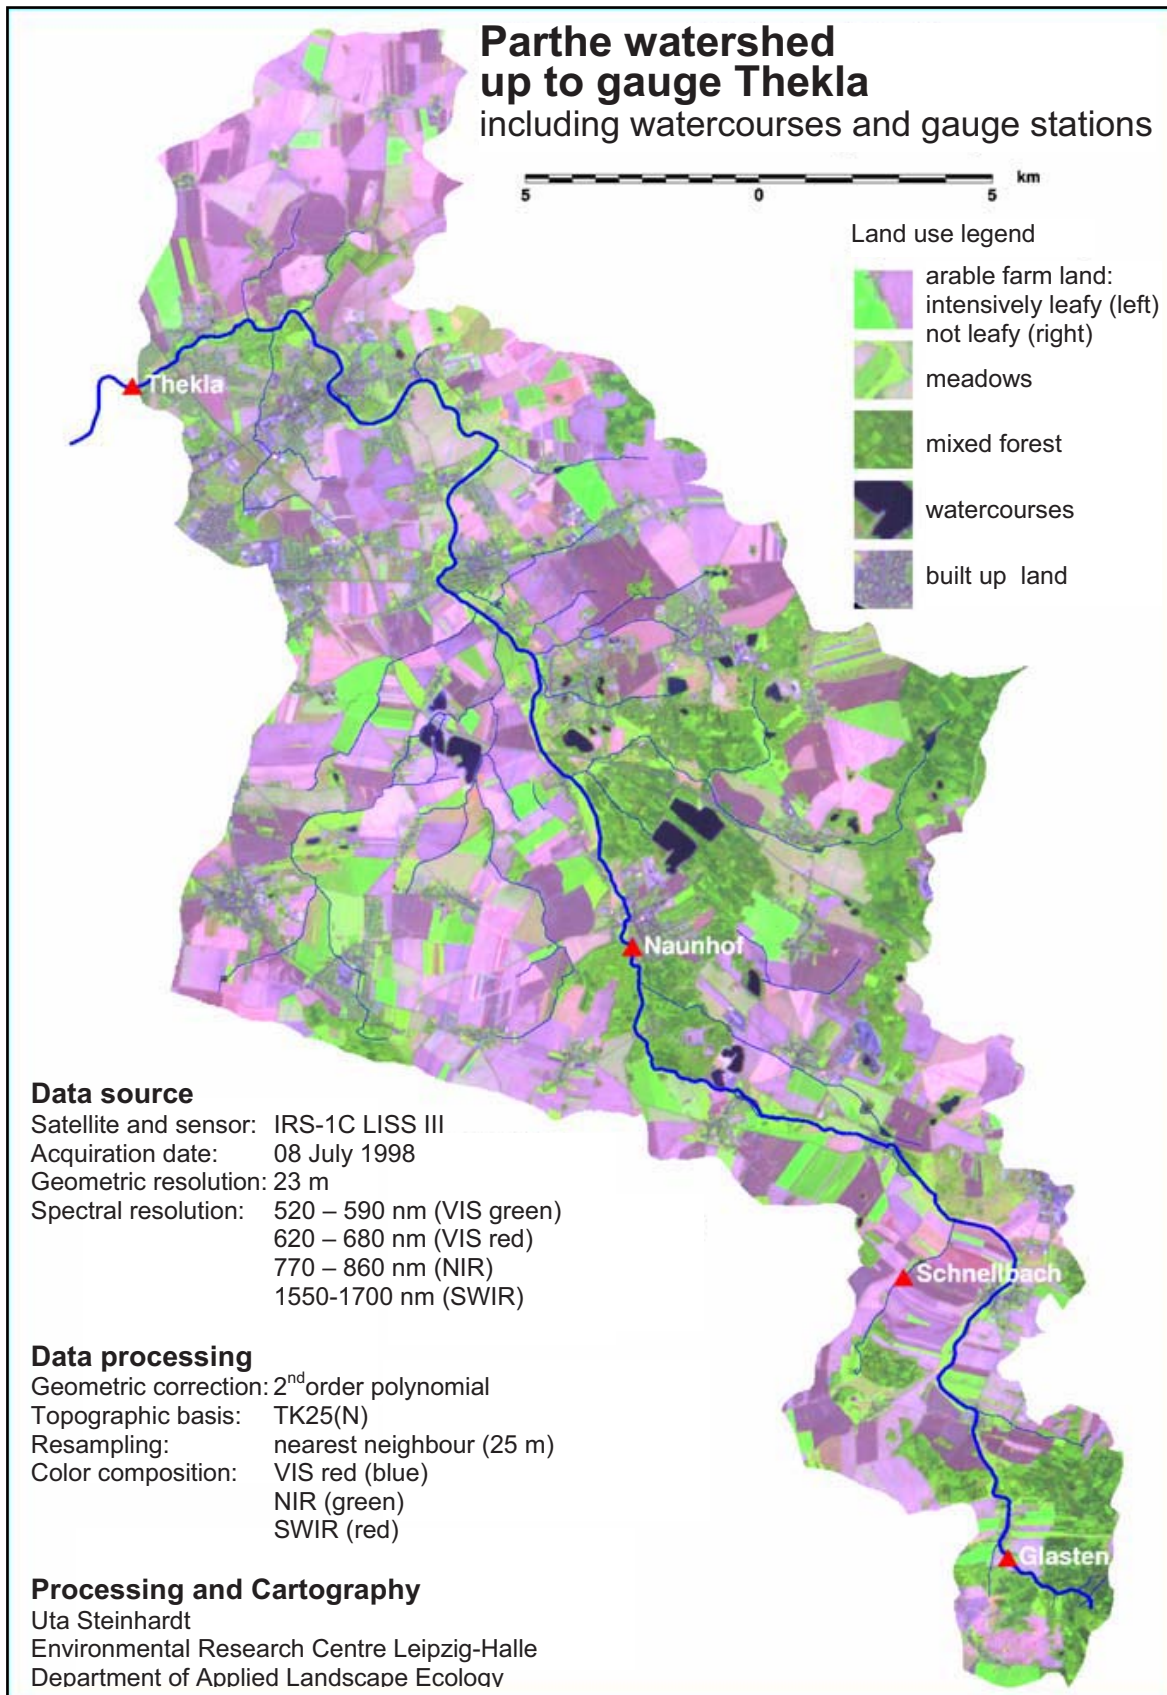 Parthe watershed
up to gauge Thekla
including watercourses and gauge stations
5 0 5 km
Land use legend
arable farm land:
intensively leafy (left)
not leafy (right)
meadows
mixed forest
watercourses
built up land
Thekla
Naunhof
Schnellbach
Glasten
Data source
Satellite and sensor: IRS-1C LISS III
Acquiration date: 08 July 1998
Geometric resolution: 23 m
Spectral resolution: 520 – 590 nm (VIS green)
620 – 680 nm (VIS red)
770 – 860 nm (NIR)
1550-1700 nm (SWIR)
Data processing
Geometric correction: 2nd order polynomial
Topographic basis: TK25(N)
Resampling: nearest neighbour (25 m)
Color composition: VIS red (blue)
NIR (green)
SWIR (red)
Processing and Cartography
Uta Steinhardt
Environmental Research Centre Leipzig-Halle
Department of Applied Landscape Ecology